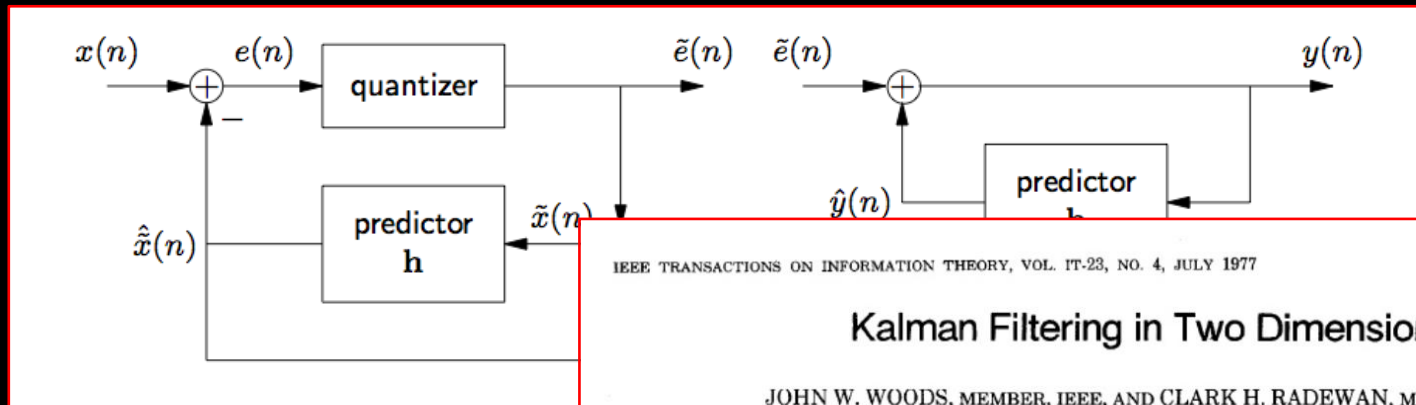 x(n)
e(n)
quantizer
ẽ(n)
−
predictor
h
x̃(n)
x̃̂(n)
ẽ(n)
y(n)
predictor
ŷ(n)
IEEE TRANSACTIONS ON INFORMATION THEORY, VOL. IT-23, NO. 4, JULY 1977
Kalman Filtering in Two Dimensio
JOHN W. WOODS, MEMBER, IEEE, AND CLARK H. RADEWAN, M